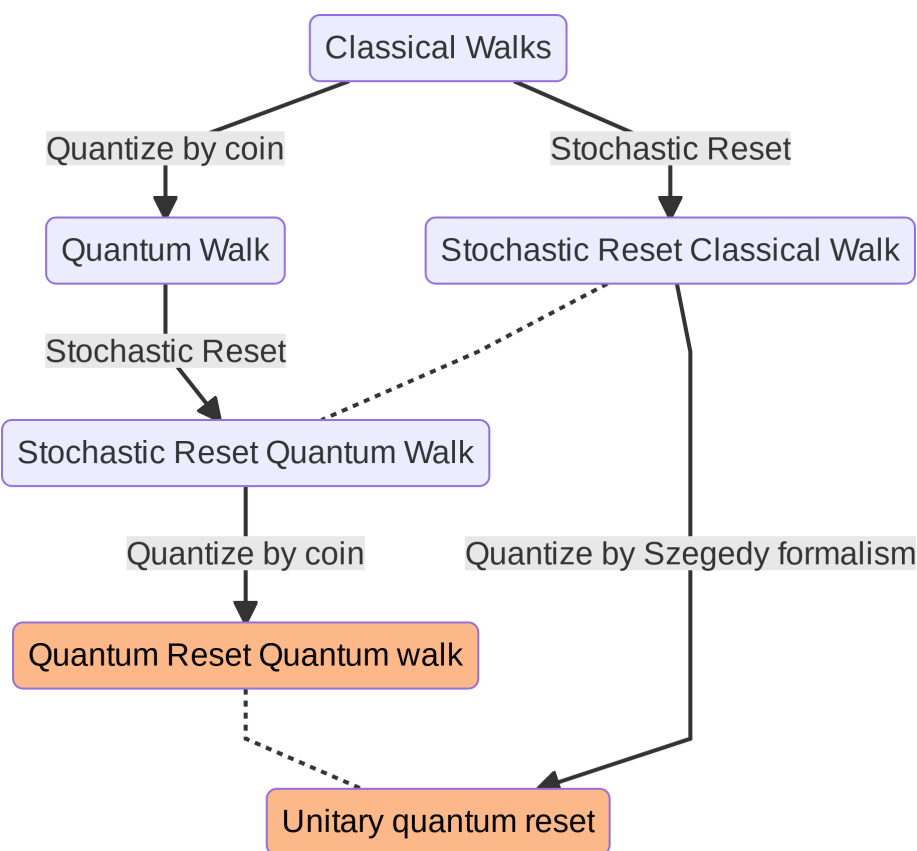 Classical Walks
Quantize by coin
Stochastic Reset
Quantum Walk
Stochastic Reset Classical Walk
Stochastic Reset
Stochastic Reset Quantum Walk
Quantize by coin
Quantize by Szegedy formalism
Quantum Reset Quantum walk
Unitary quantum reset